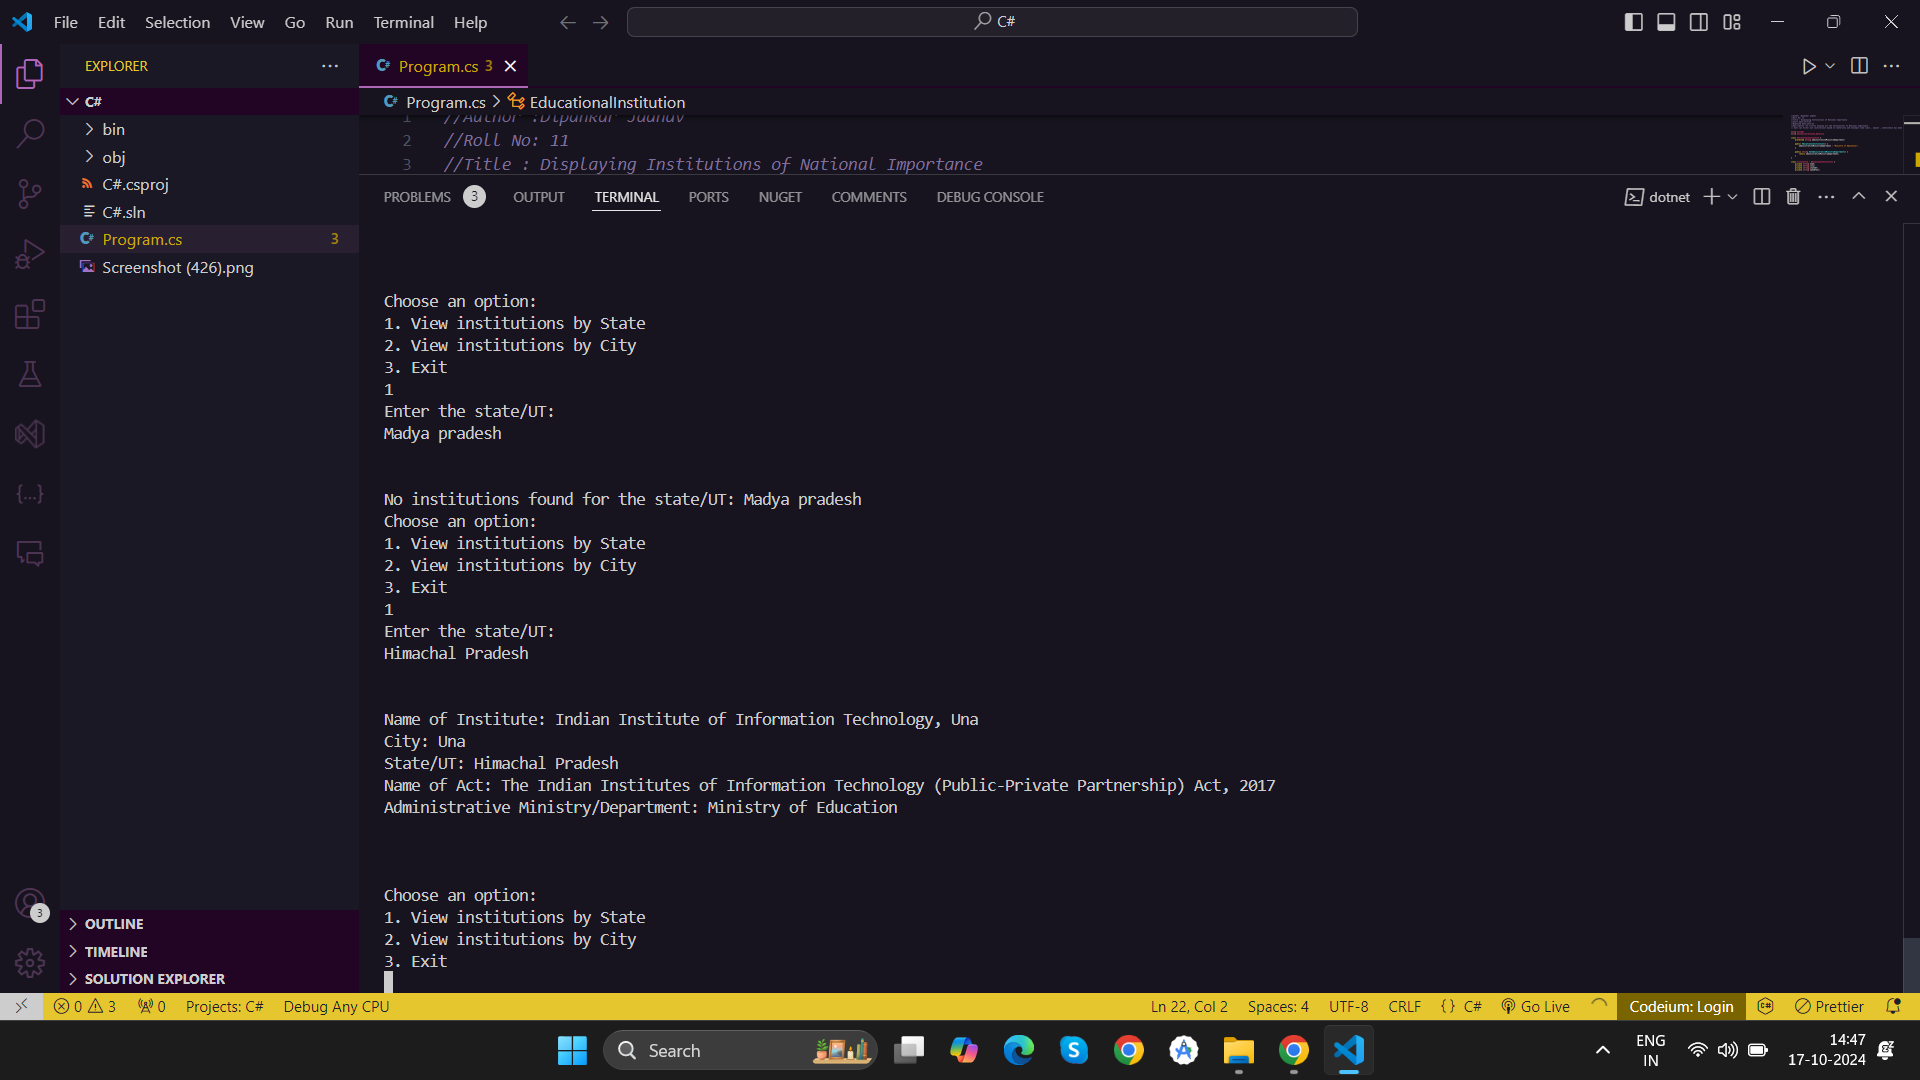 File Edit Selection View Go Run Terminal Help
C#
EXPLORER
C#
bin
obj
C#.csproj
C#.sln
Program.cs 3
Screenshot (426).png
OUTLINE
TIMELINE
SOLUTION EXPLORER
Program.cs 3
Program.cs > EducationalInstitution
1 //Author :Dipankar Jadhav
2 //Roll No: 11
3 //Title : Displaying Institutions of National Importance
PROBLEMS 3 OUTPUT TERMINAL PORTS NUGET COMMENTS DEBUG CONSOLE
dotnet
Choose an option:
1. View institutions by State
2. View institutions by City
3. Exit
1
Enter the state/UT:
Madya pradesh
No institutions found for the state/UT: Madya pradesh
Choose an option:
1. View institutions by State
2. View institutions by City
3. Exit
1
Enter the state/UT:
Himachal Pradesh
Name of Institute: Indian Institute of Information Technology, Una
City: Una
State/UT: Himachal Pradesh
Name of Act: The Indian Institutes of Information Technology (Public-Private Partnership) Act, 2017
Administrative Ministry/Department: Ministry of Education
Choose an option:
1. View institutions by State
2. View institutions by City
3. Exit
3
0 3 0 Projects: C# Debug Any CPU
Ln 22, Col 2 Spaces: 4 UTF-8 CRLF {} C# Go Live Codeium: Login Prettier
Search
ENG
IN
14:47
17-10-2024